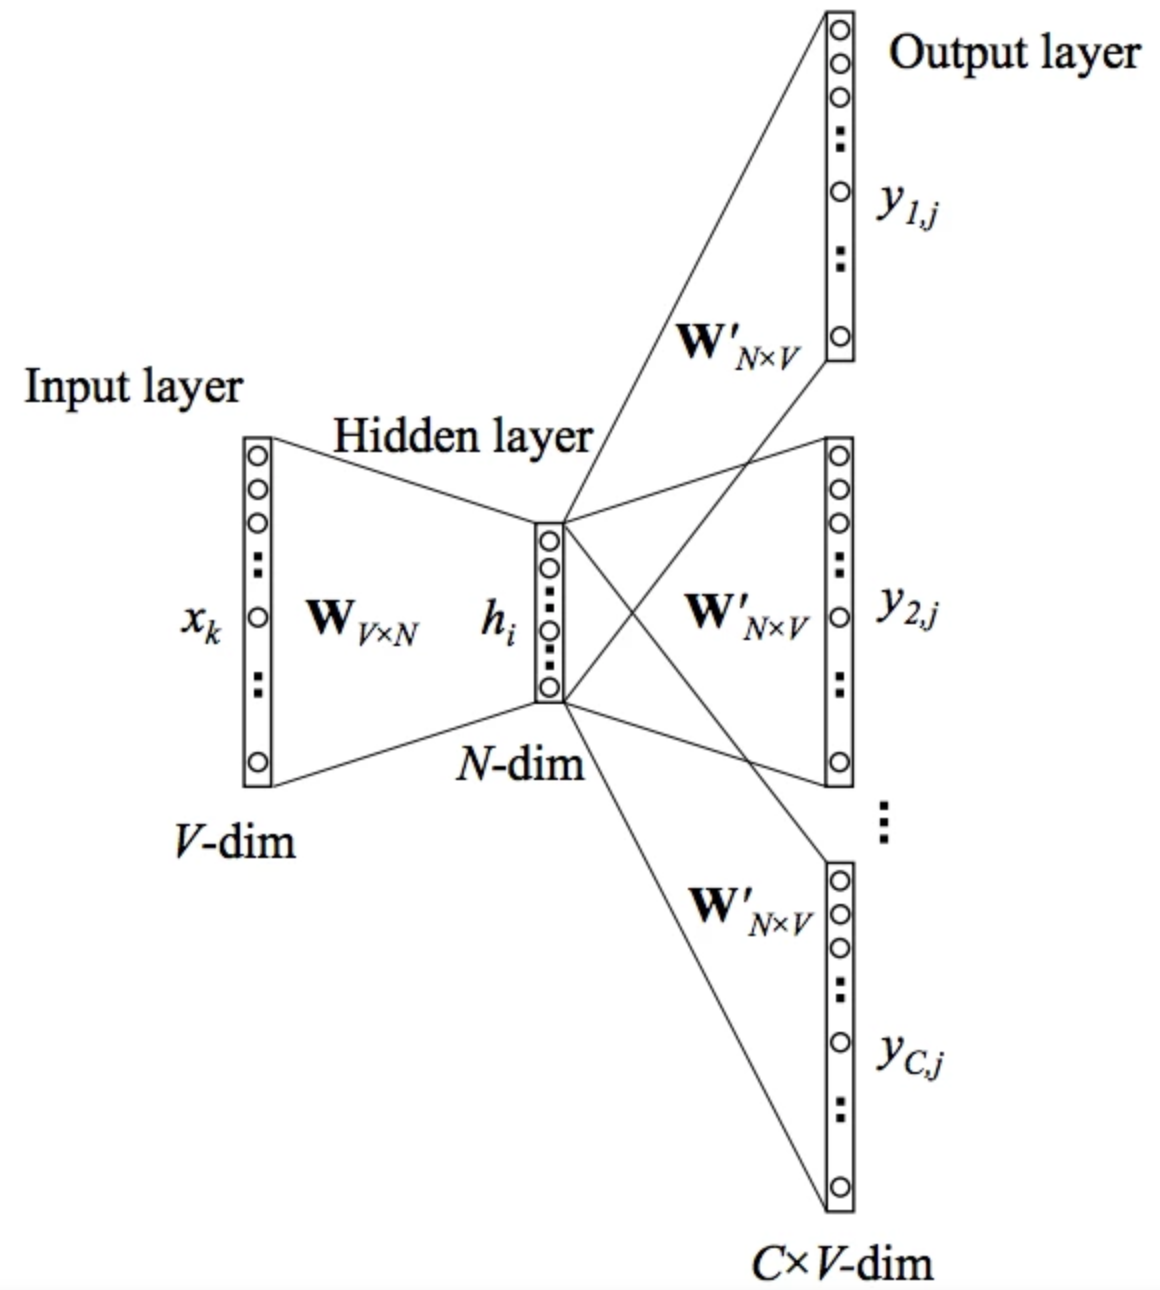 Output layer
y1,j
W'N×V
Input layer
Hidden layer
xk
WV×N
hi
W'N×V
y2,j
N-dim
V-dim
W'N×V
yC,j
C×V-dim